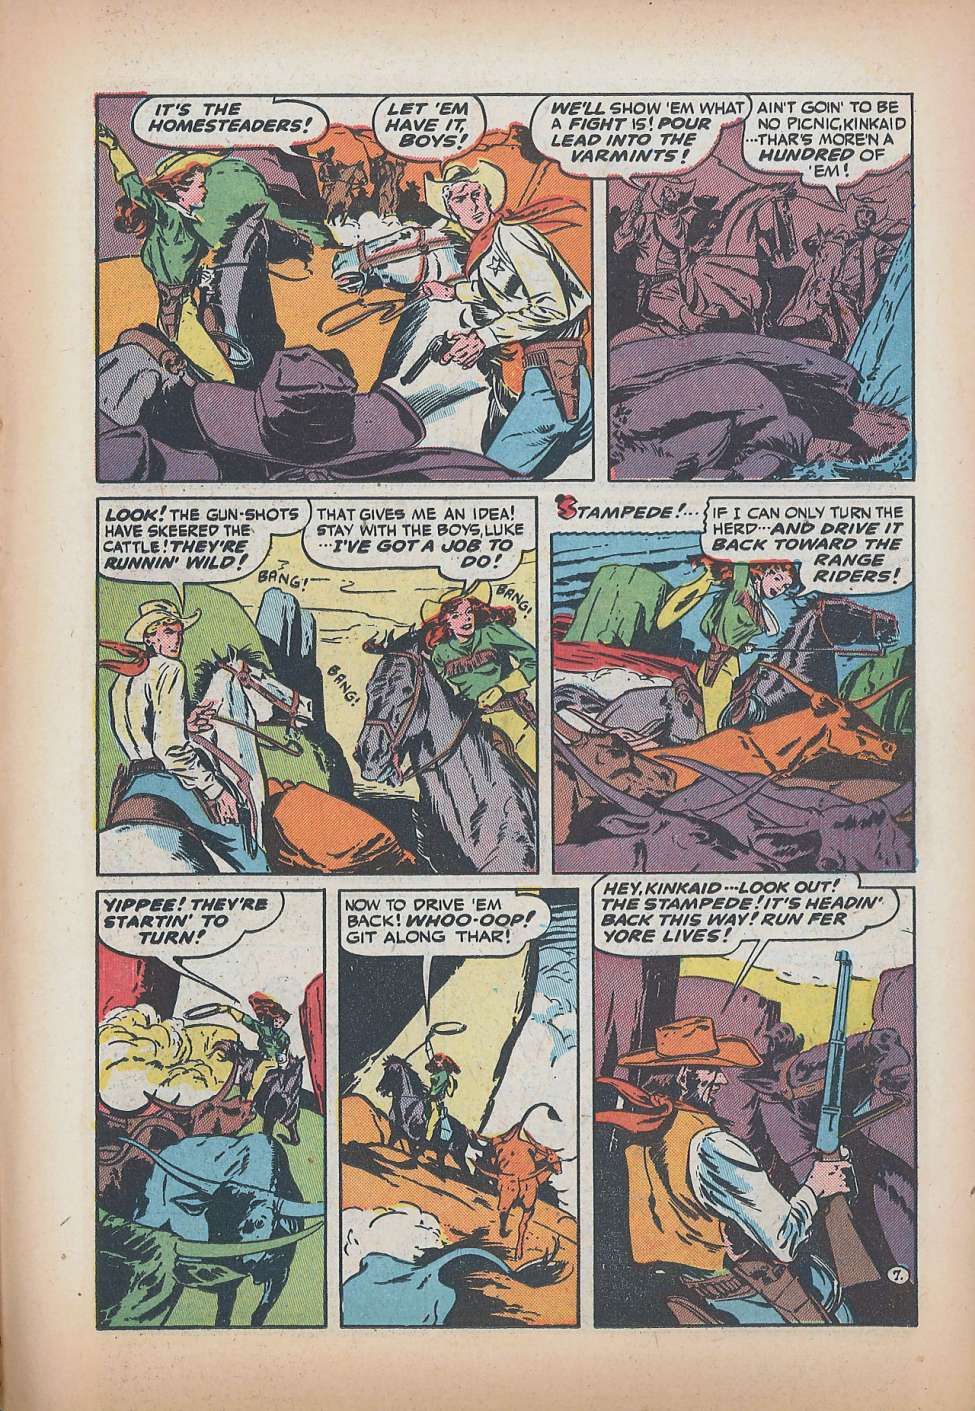 IT'S THE
HOMESTEADERS!
LET 'EM
HAVE IT,
BOYS!
WE'LL SHOW 'EM WHAT
A FIGHT IS! POUR
LEAD INTO THE
VARMINTS!
AIN'T GOIN' TO BE
NO PICNIC, KINKAID
...THAR'S MORE'N A
HUNDRED OF
'EM!
LOOK! THE GUN-SHOTS
HAVE SKEERED THE
CATTLE! THEY'RE
RUNNIN' WILD!
BANG!
THAT GIVES ME AN IDEA!
STAY WITH THE BOYS, LUKE
...I'VE GOT A JOB TO
DO!
BANG!
BANG!
STAMPEDE!...
IF I CAN ONLY TURN THE
HERD...AND DRIVE IT
BACK TOWARD THE
RANGE
RIDERS!
YIPPEE! THEY'RE
STARTIN' TO
TURN!
NOW TO DRIVE 'EM
BACK! WHOO-OOP!
GIT ALONG THAR!
HEY, KINKAID...LOOK OUT!
THE STAMPEDE! IT'S HEADIN'
BACK THIS WAY! RUN FER
YORE LIVES!
7.